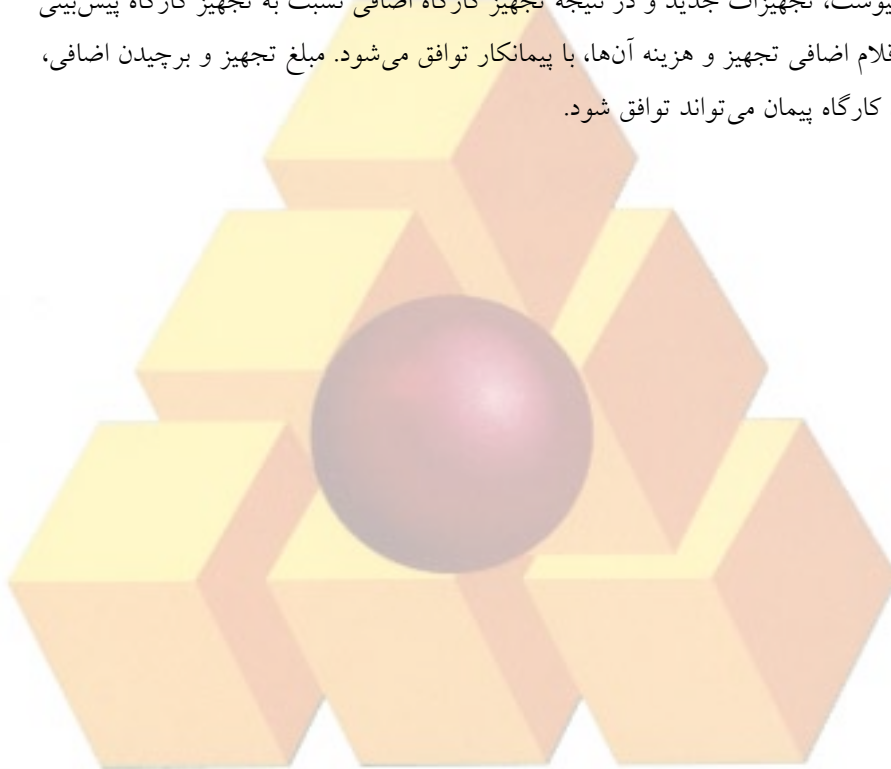 پیوست، تجهیزات جدید و در نتیجه تجهیز کارگاه اضافی نسبت به تجهیز کارگاه پیش‌بینی
قلام اضافی تجهیز و هزینه آن‌ها، با پیمانکار توافق می‌شود. مبلغ تجهیز و برچیدن اضافی،
کارگاه پیمان می‌تواند توافق شود.